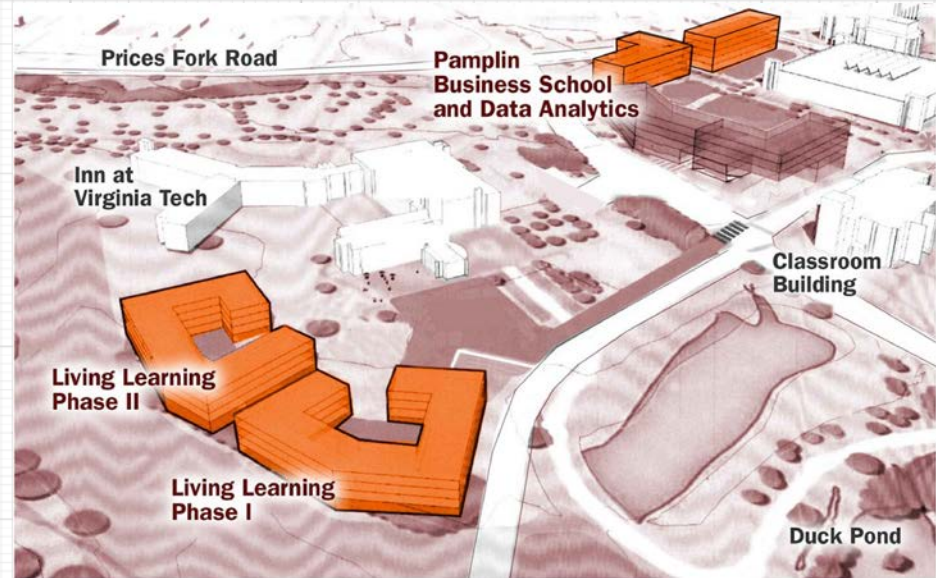 Prices Fork Road
Pamplin
Business School
and Data Analytics
Inn at
Virginia Tech
Classroom
Building
Living Learning
Phase II
Living Learning
Phase I
Duck Pond